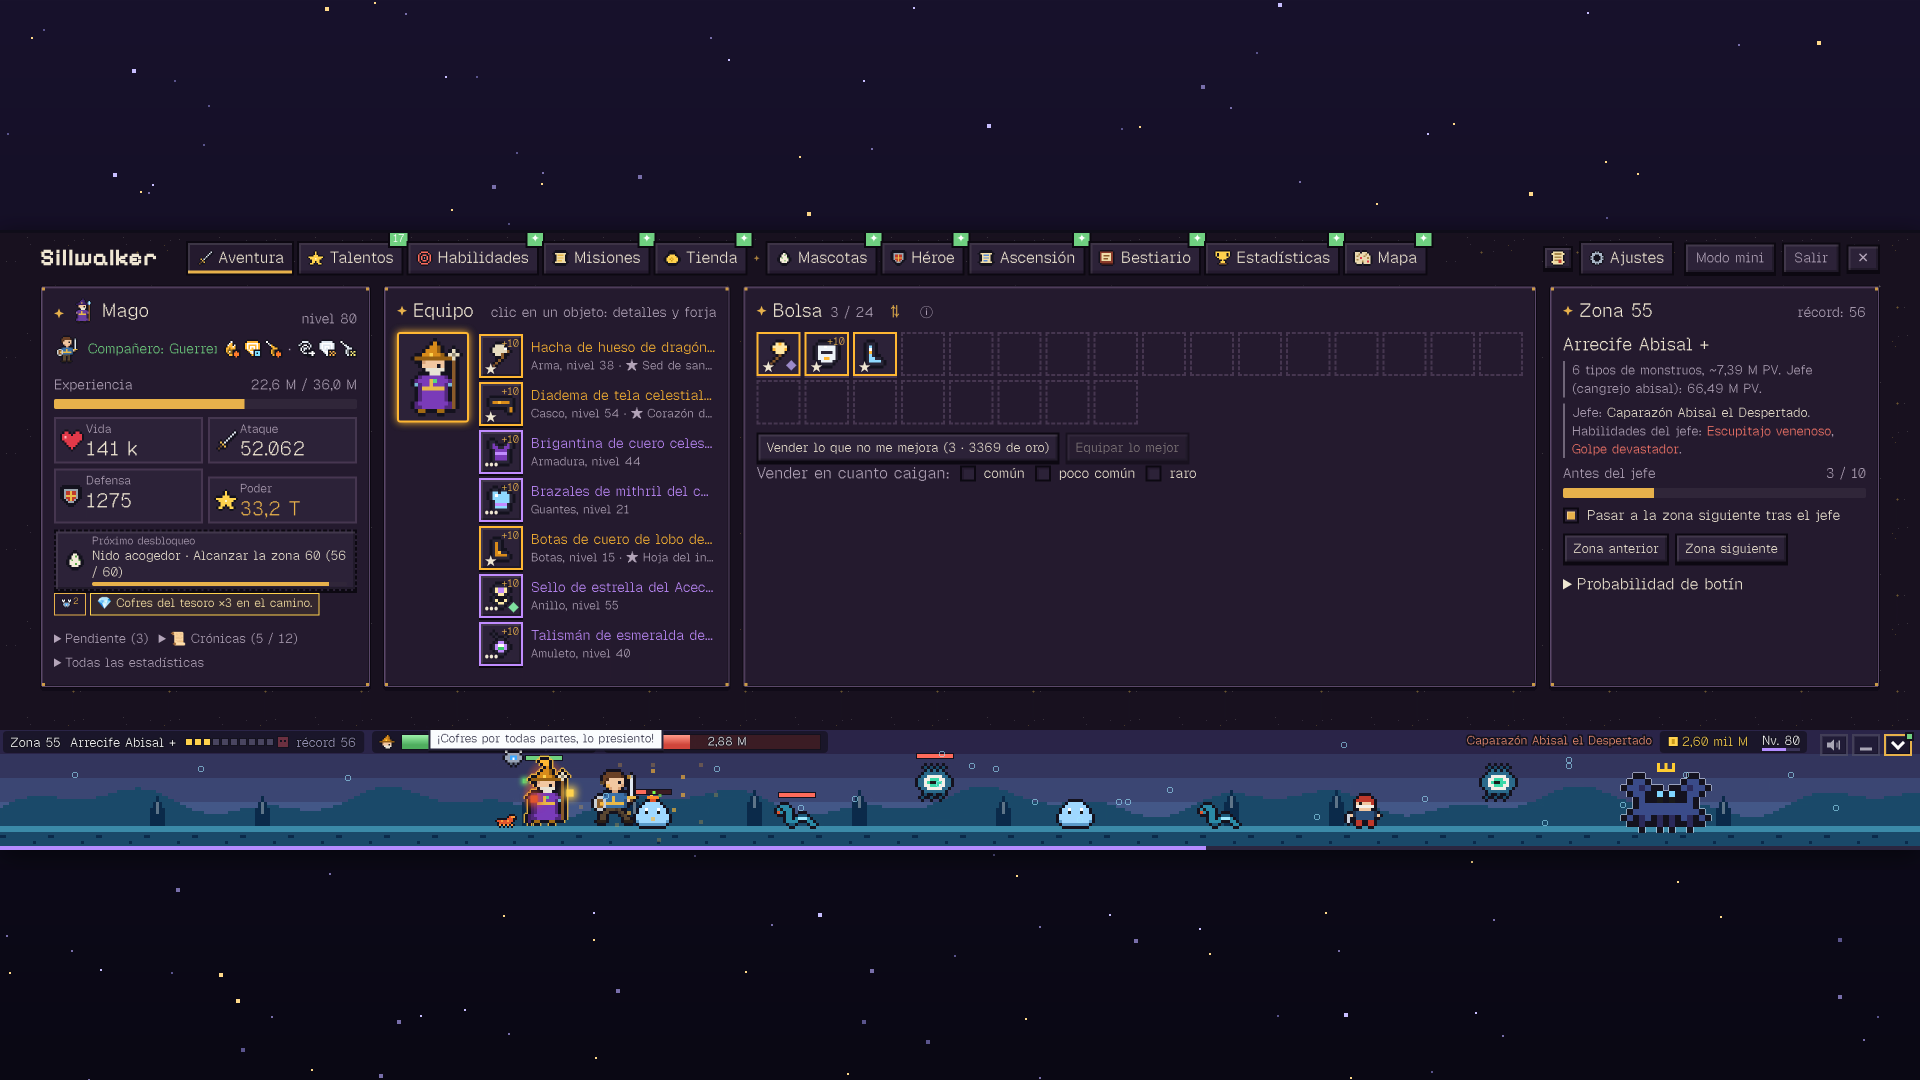 Sillwalker
Aventura
Talentos
17
Habilidades
Misiones
Tienda
Mascotas
Héroe
Ascensión
Bestiario
Estadísticas
Mapa
Ajustes
Modo mini
Salir
Mago
nivel 80
Compañero: Guerrer
Experiencia
22,6 M / 36,0 M
Vida
141 k
Ataque
52.062
Defensa
1275
Poder
33,2 T
Próximo desbloqueo
Nido acogedor · Alcanzar la zona 60 (56
/ 60)
2
Cofres del tesoro ×3 en el camino.
Pendiente (3)
Crónicas (5 / 12)
Todas las estadísticas
Equipo
clic en un objeto: detalles y forja
+10
Hacha de hueso de dragón...
Arma, nivel 38 · ★ Sed de san...
+10
Diadema de tela celestial...
Casco, nivel 54 · ★ Corazón d...
+10
Brigantina de cuero celes...
Armadura, nivel 44
+10
Brazales de mithril del c...
Guantes, nivel 21
+10
Botas de cuero de lobo de...
Botas, nivel 15 · ★ Hoja del in...
+10
Sello de estrella del Acec...
Anillo, nivel 55
+10
Talismán de esmeralda de...
Amuleto, nivel 40
Bolsa 3 / 24
+10
Vender lo que no me mejora (3 · 3369 de oro)
Equipar lo mejor
Vender en cuanto caigan:
común
poco común
raro
Zona 55
récord: 56
Arrecife Abisal +
6 tipos de monstruos, ~7,39 M PV. Jefe
(cangrejo abisal): 66,49 M PV.
Jefe: Caparazón Abisal el Despertado.
Habilidades del jefe: Escupitajo venenoso,
Golpe devastador.
Antes del jefe
3 / 10
Pasar a la zona siguiente tras el jefe
Zona anterior
Zona siguiente
Probabilidad de botín
Zona 55
Arrecife Abisal +
récord 56
¡Cofres por todas partes, lo presiento!
2,88 M
Caparazón Abisal el Despertado
2,60 mil M
Nv. 80